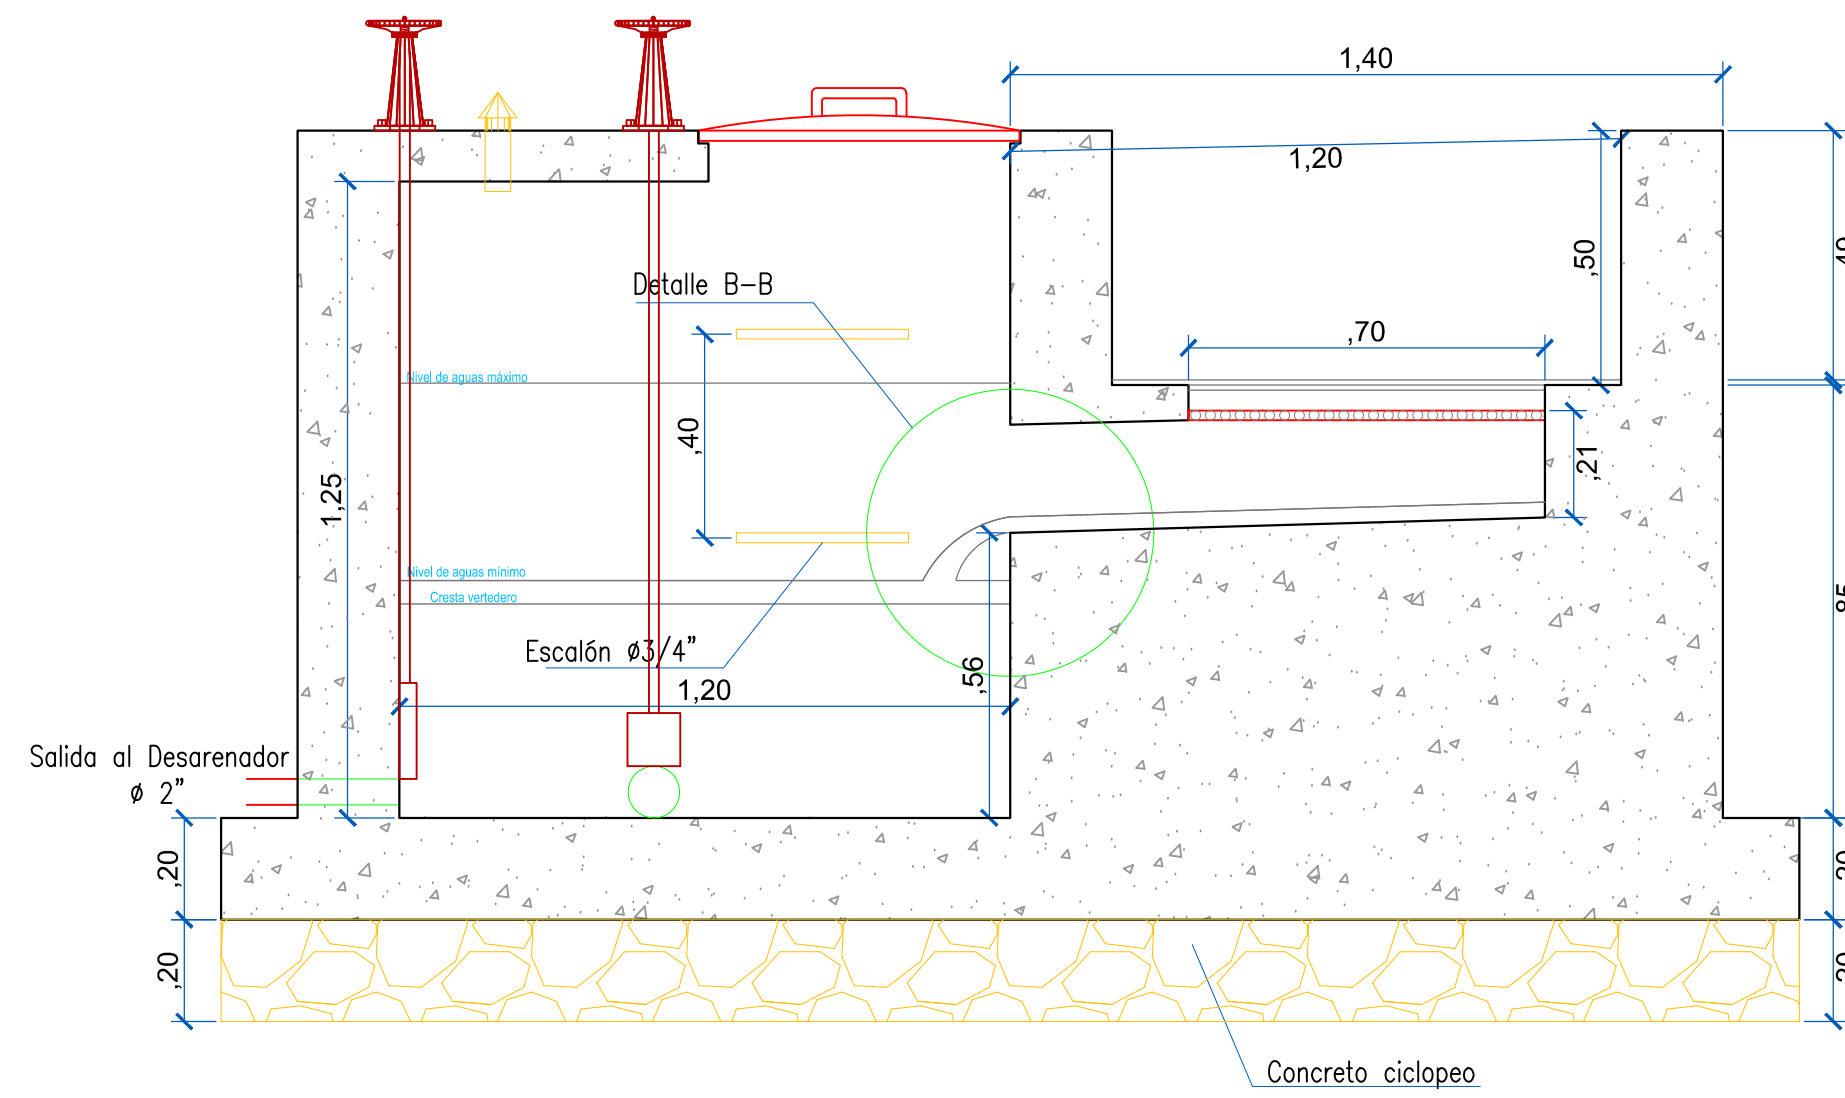 1,40
1,20
,50
Detalle B-B
,70
Nivel de aguas máximo
,40
,21
1,25
Nivel de aguas mínimo
Cresta vertedero
Escalón ø3/4”
,56
1,20
Salida al Desarenador
ø 2”
,20
,20
Concreto ciclopeo